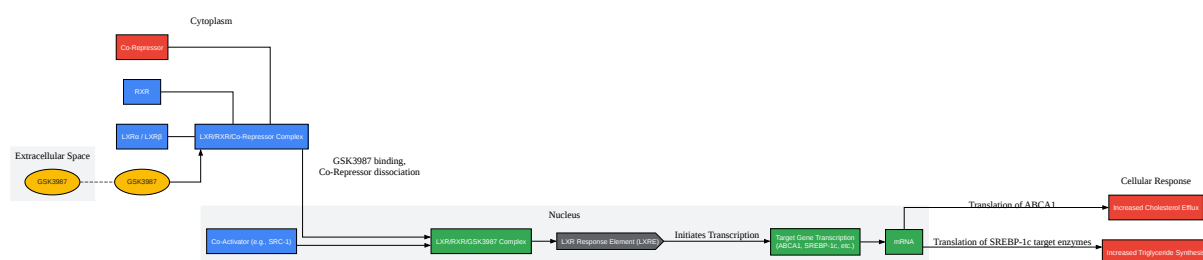 Cytoplasm
Co-Repressor
RXR
LXRα / LXRβ
LXR/RXR/Co-Repressor Complex
Extracellular Space
GSK3987
GSK3987
GSK3987 binding,
Co-Repressor dissociation
Nucleus
Co-Activator (e.g., SRC-1)
LXR/RXR/GSK3987 Complex
LXR Response Element (LXRE)
Initiates Transcription
Target Gene Transcription
(ABCA1, SREBP-1c, etc.)
mRNA
Translation of ABCA1
Translation of SREBP-1c target enzymes
Cellular Response
Increased Cholesterol Efflux
Increased Triglyceride Synthesis